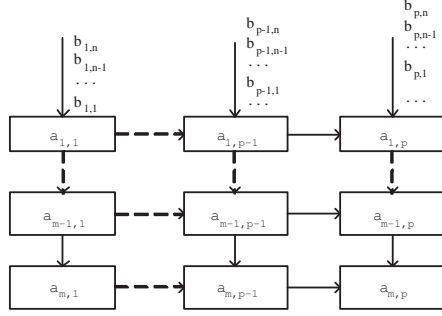 b1,n
b1,n-1
...
b1,1
bp-1,n
bp-1,n-1
...
bp-1,1
...
bp,n
bp,n-1
...
bp,1
...
a1,1
a1,p-1
a1,p
am-1,1
am-1,p-1
am-1,p
am,1
am,p-1
am,p